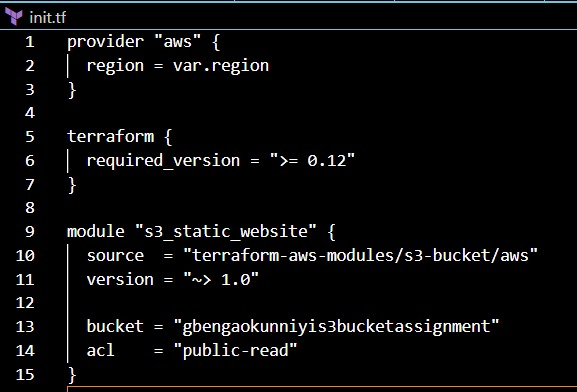 init.tf
1 provider "aws" {
2 region = var.region
3 }
4
5 terraform {
6 required_version = ">= 0.12"
7 }
8
9 module "s3_static_website" {
10 source  = "terraform-aws-modules/s3-bucket/aws"
11 version = "~> 1.0"
12
13 bucket = "gbengaokunniyis3bucketassignment"
14 acl    = "public-read"
15 }